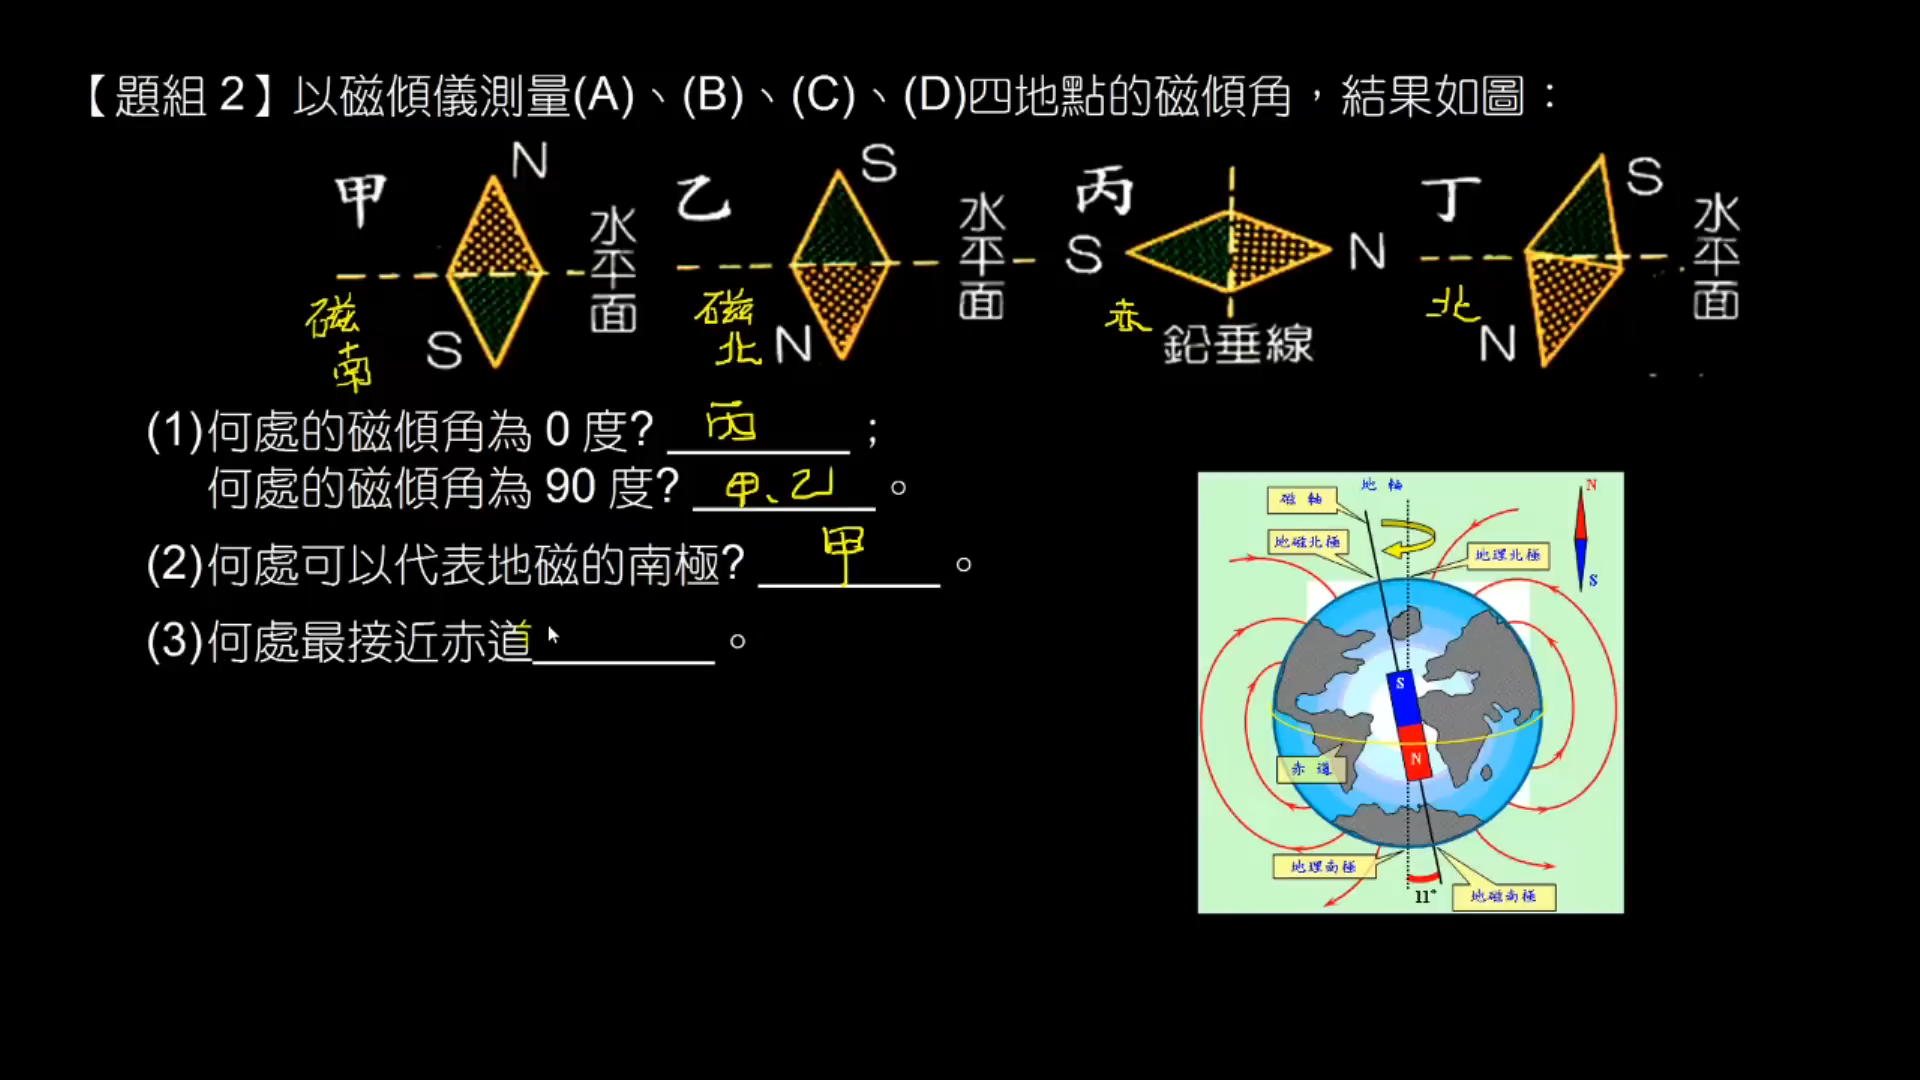 【題組 2】以磁傾儀測量(A)、(B)、(C)、(D)四地點的磁傾角，結果如圖：
甲 N 水平面 S 磁南
乙 S 水平面 N 磁北
丙 S N 鉛垂線 赤
丁 S 水平面 N 北
(1)何處的磁傾角為 0 度? 丙 ；
何處的磁傾角為 90 度? 甲、乙 。
(2)何處可以代表地磁的南極? 甲 。
(3)何處最接近赤道 。
磁軸 地軸 N
地磁北極 地理北極 S
S
N
赤道
地理南極
11° 地磁南極